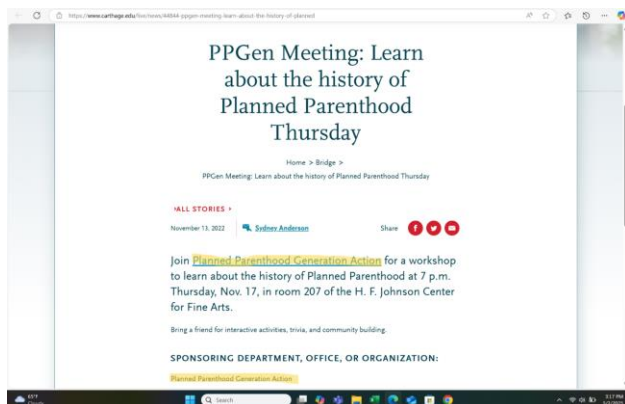 https://www.carthage.edu/live/news/44844-ppgen-meeting-learn-about-the-history-of-planned
PPGen Meeting: Learn
about the history of
Planned Parenthood
Thursday
Home > Bridge >
PPGen Meeting: Learn about the history of Planned Parenthood Thursday
ALL STORIES
November 13, 2022
Sydney Anderson
Share
Join Planned Parenthood Generation Action for a workshop
to learn about the history of Planned Parenthood at 7 p.m.
Thursday, Nov. 17, in room 207 of the H. F. Johnson Center
for Fine Arts.
Bring a friend for interactive activities, trivia, and community building.
SPONSORING DEPARTMENT, OFFICE, OR ORGANIZATION:
Planned Parenthood Generation Action
Search
3:17 PM